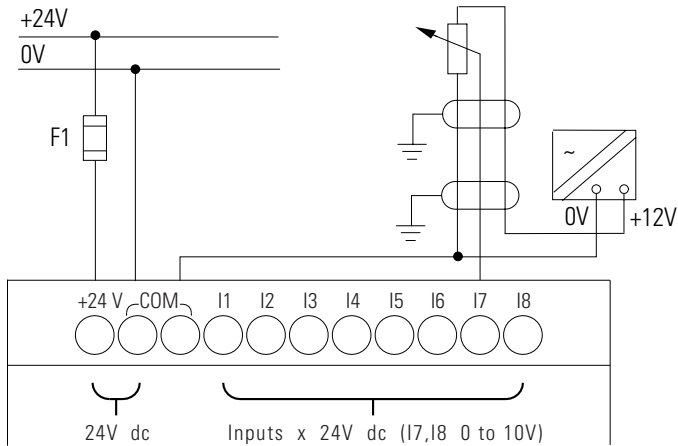 +24V
0V
F1
~
0V +12V
+24 V COM I1 I2 I3 I4 I5 I6 I7 I8
24V dc Inputs x 24V dc (I7,I8 0 to 10V)